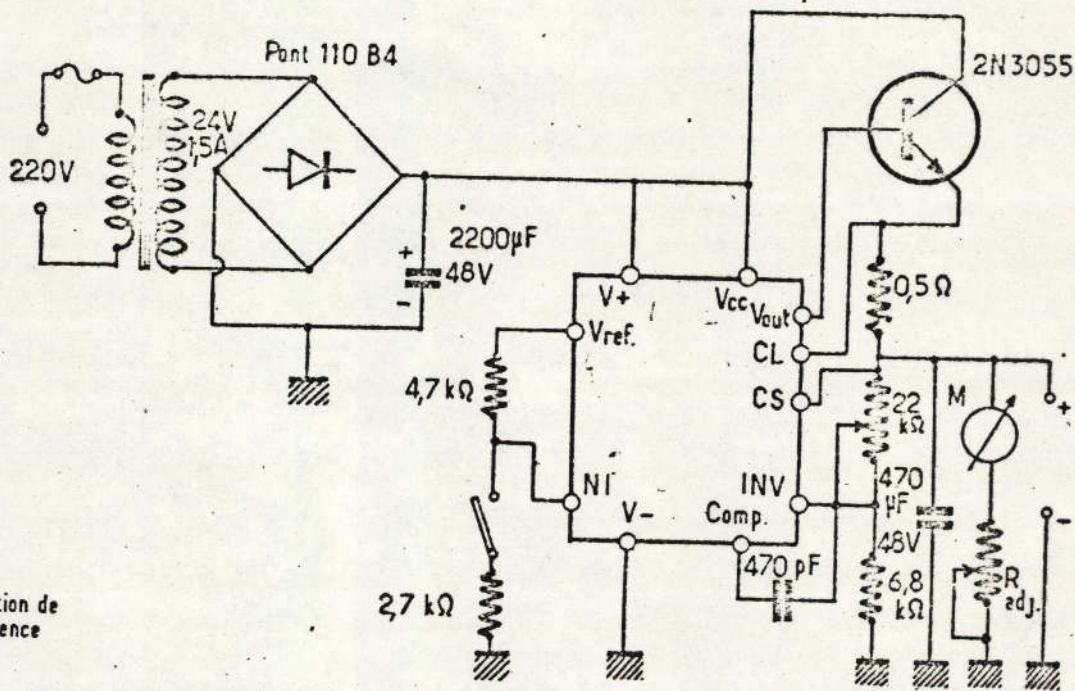 Pont 110 B4
2N3055
24V
1,5A
220V
2200µF
48V
+
-
V+
Vcc
Vout
Vref.
CL
CS
0,5 Ω
4,7 kΩ
22
kΩ
M
+
-
NI
INV
V-
Comp.
470
µF
48V
470 pF
2,7 kΩ
6,8
kΩ
R
adj.
tion de
ence